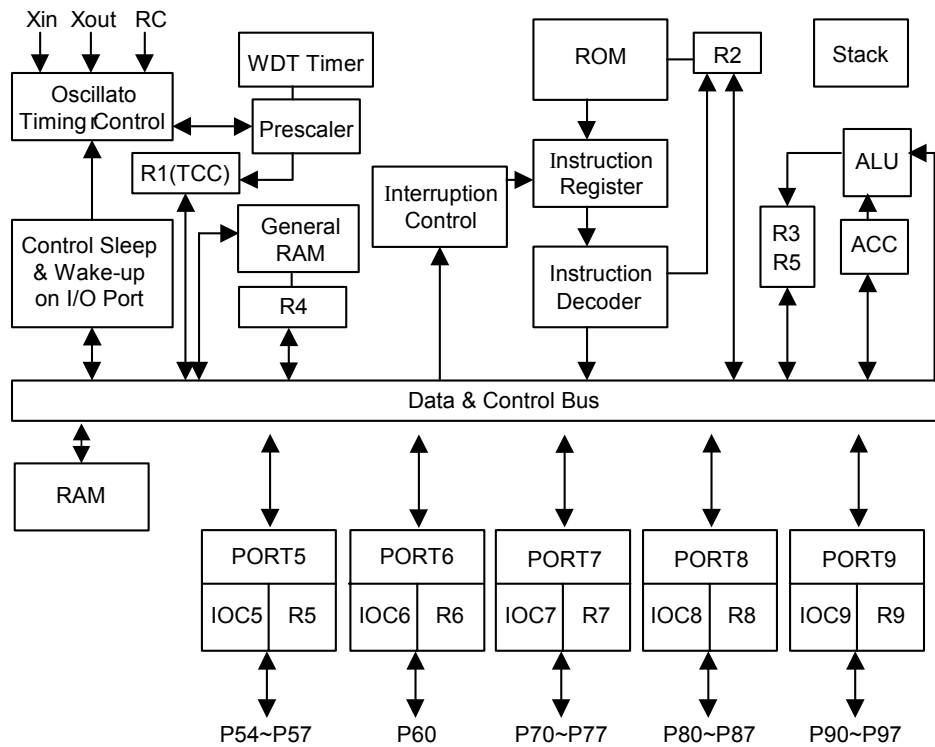 Xin Xout RC
WDT Timer
ROM
R2
Stack
Oscillato
Timingr Control
Prescaler
R1(TCC)
Interruption
Control
Instruction
Register
ALU
Control Sleep
& Wake-up
on I/O Port
General
RAM
R4
Instruction
Decoder
R3
R5
ACC
Data & Control Bus
RAM
PORT5 PORT6 PORT7 PORT8 PORT9
IOC5 R5 IOC6 R6 IOC7 R7 IOC8 R8 IOC9 R9
P54~P57 P60 P70~P77 P80~P87 P90~P97